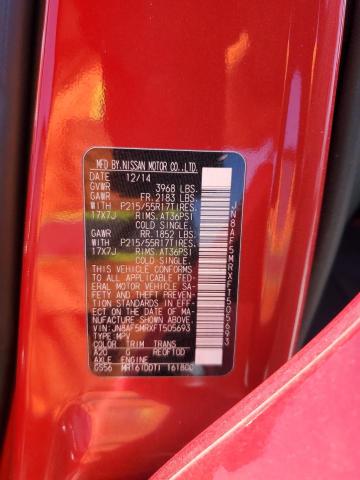 MFD BY.NISSAN MOTOR CO.,LTD.
DATE 12/14
GVWR 3968 LBS.
GAWR FR.2183 LBS.
WITH P215/55R17TIRES.
17X7J RIMS.AT36PSI
COLD SINGLE.
GAWR RR.1852 LBS.
WITH P215/55R17TIRES.
17X7J RIMS.AT36PSI
COLD SINGLE.
THIS VEHICLE CONFORMS
TO ALL APPLICABLE FED-
ERAL MOTOR VEHICLE SA-
FETY AND THEFT PREVEN-
TION STANDARDS IN EFF-
ECT ON THE DATE OF MA-
NUFACTURE SHOWN ABOVE.
VIN:JN8AF5MRXFT505693
TYPE:MPV
COLOR TRIM TRANS
A20 G RE0F10D
AXLE ENGINE
GS56 MR16(DDT) 1618CC
JN8AF5MRXFT505693